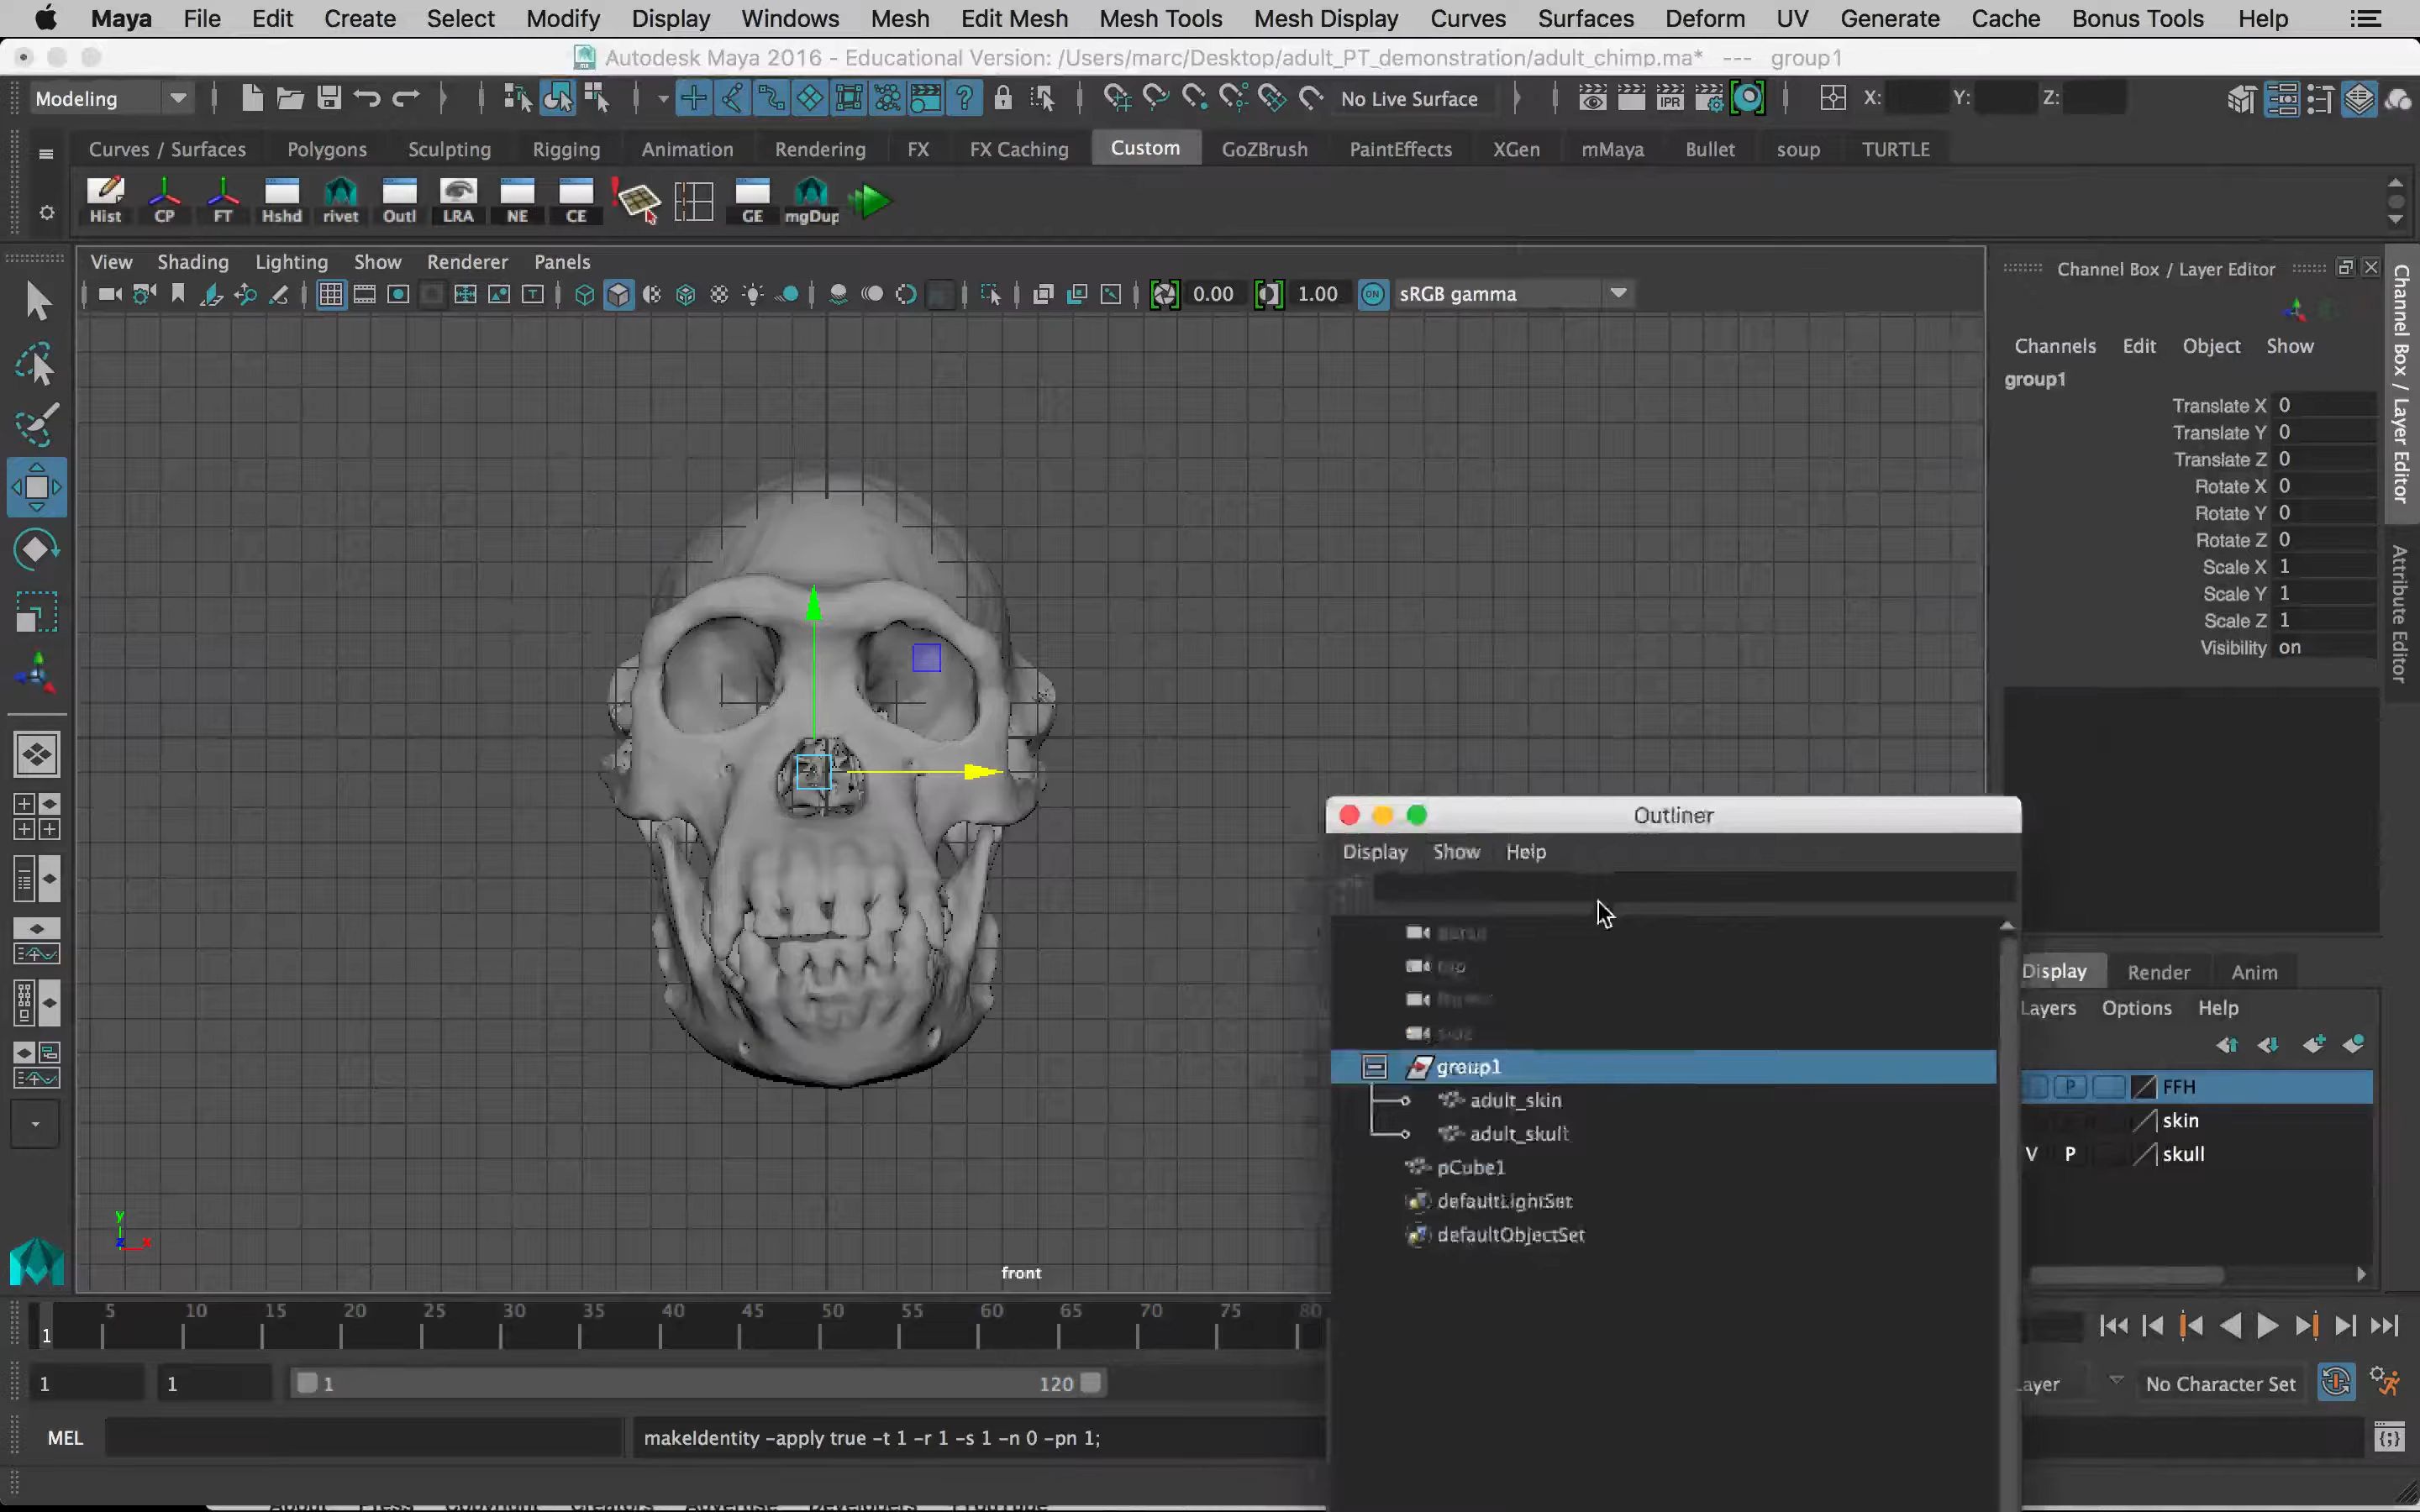 Maya File Edit Create Select Modify Display Windows Mesh Edit Mesh Mesh Tools Mesh Display Curves Surfaces Deform UV Generate Cache Bonus Tools Help
Autodesk Maya 2016 - Educational Version: /Users/marc/Desktop/adult_PT_demonstration/adult_chimp.ma* --- group1
Modeling No Live Surface X: Y: Z:
Curves / Surfaces Polygons Sculpting Rigging Animation Rendering FX FX Caching Custom GoZBrush PaintEffects XGen mMaya Bullet soup TURTLE
Hist CP FT Hshd rivet Outl LRA NE CE GE mgDup
View Shading Lighting Show Renderer Panels
0.00 1.00 ON sRGB gamma
Channel Box / Layer Editor
Channels Edit Object Show
group1
Translate X 0
Translate Y 0
Translate Z 0
Rotate X 0
Rotate Y 0
Rotate Z 0
Scale X 1
Scale Y 1
Scale Z 1
Visibility on
Channel Box / Layer Editor
Attribute Editor
Outliner
Display Show Help
top
group1
adult_skin
adult_skull
pCube1
defaultLightSet
defaultObjectSet
Display Render Anim
Layers Options Help
P FFH
skin
V P skull
y
z x
front
5 10 15 20 25 30 35 40 45 50 55 60 65 70 75 80
1
1 1 1 120
No Character Set
MEL makeIdentity -apply true -t 1 -r 1 -s 1 -n 0 -pn 1;